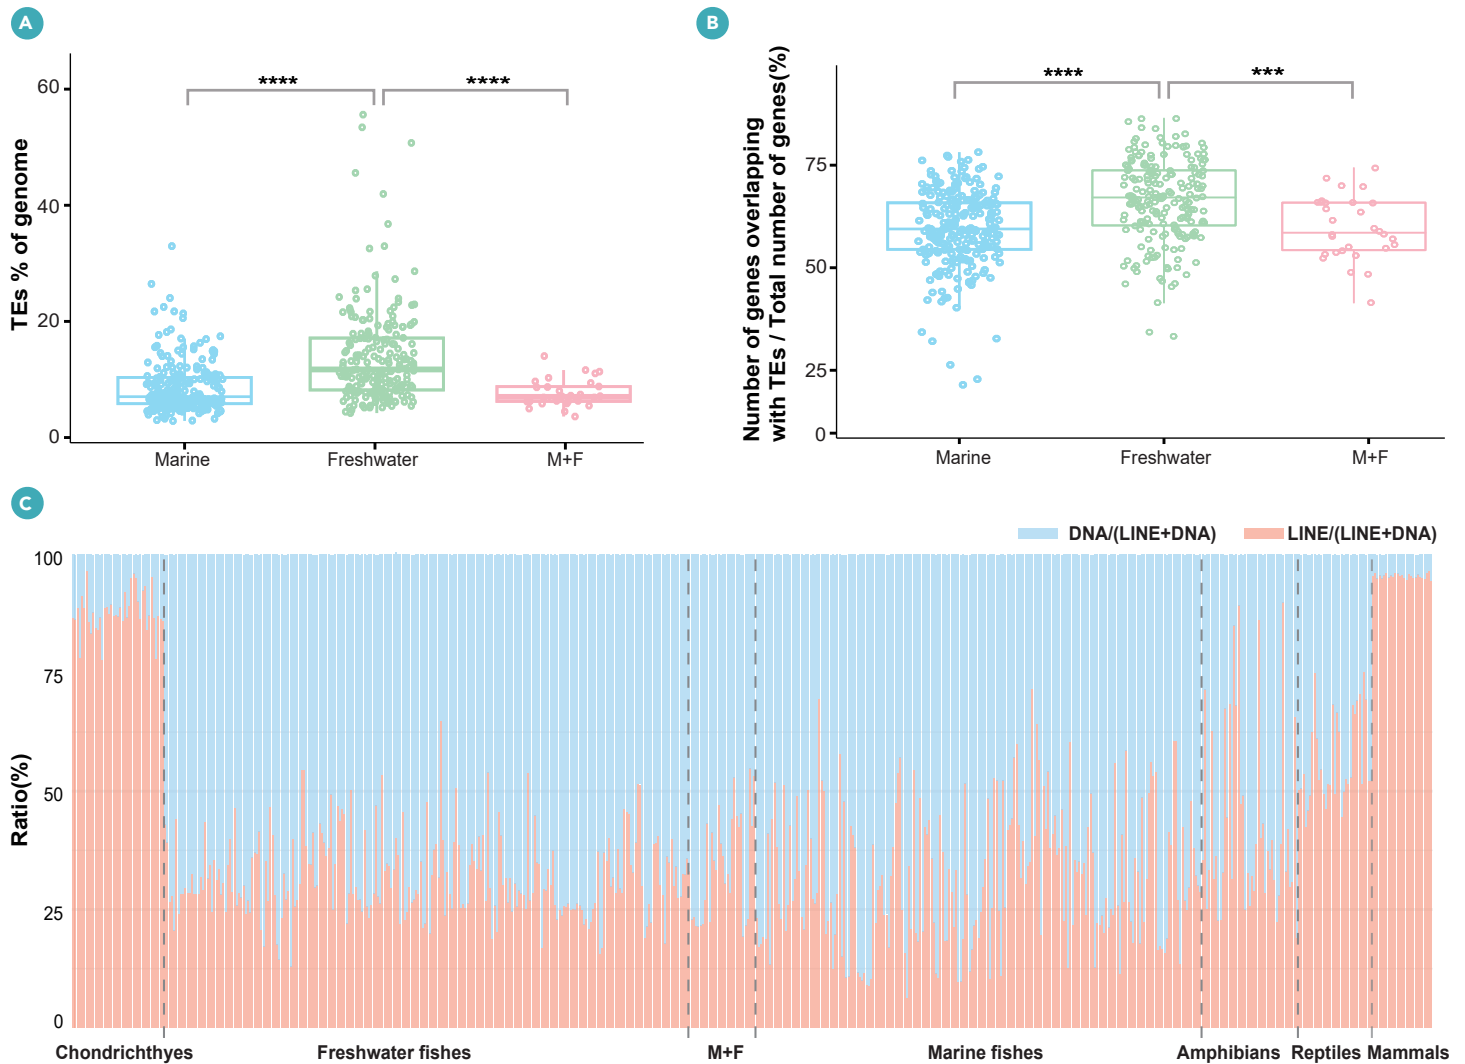 A
TEs % of genome
60
40
20
0
****
****
Marine
Freshwater
M+F
B
Number of genes overlapping
with TEs / Total number of genes(%)
75
50
25
0
****
***
Marine
Freshwater
M+F
C
DNA/(LINE+DNA)
LINE/(LINE+DNA)
Ratio(%)
100
75
50
25
0
Chondrichthyes
Freshwater fishes
M+F
Marine fishes
Amphibians
Reptiles
Mammals